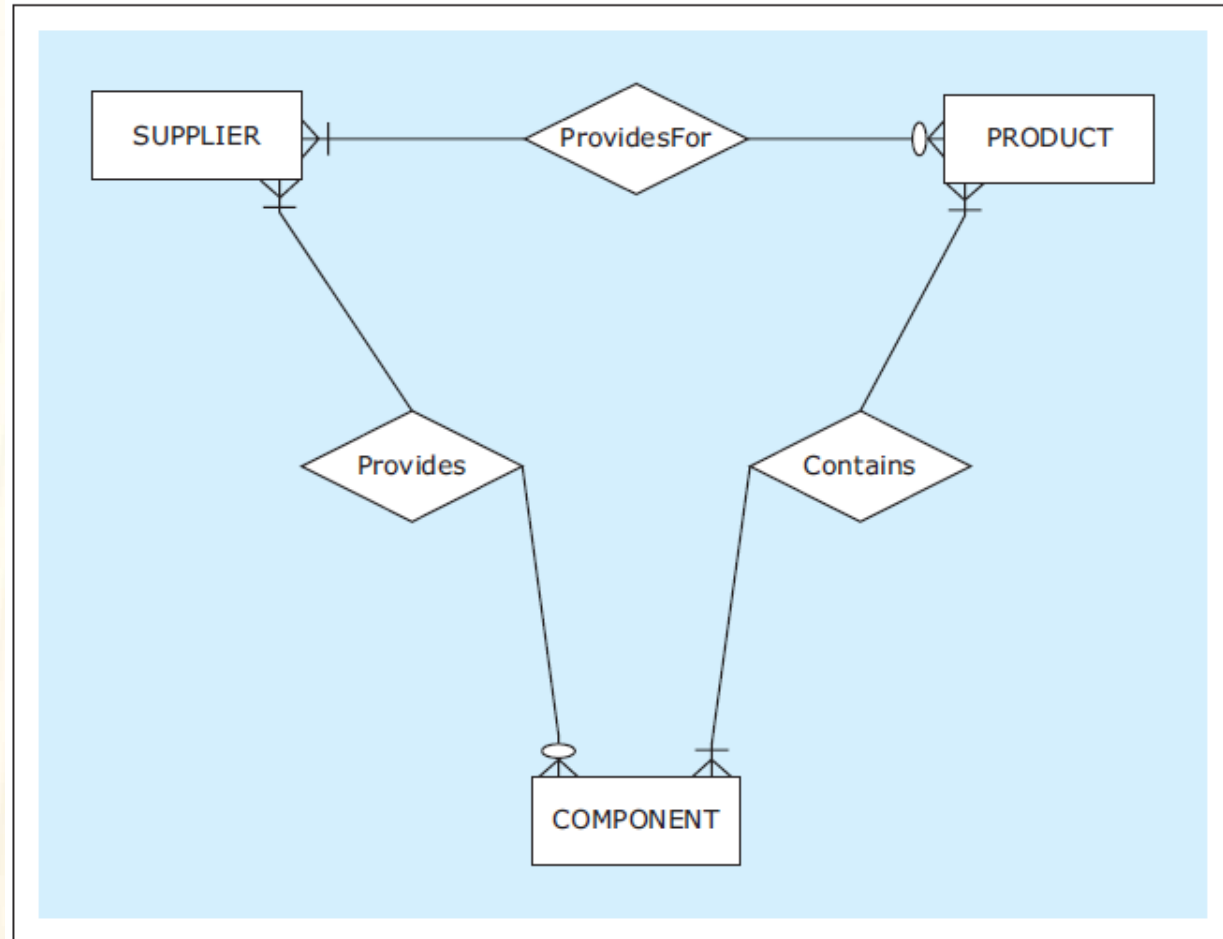 SUPPLIER
ProvidesFor
PRODUCT
Provides
Contains
COMPONENT